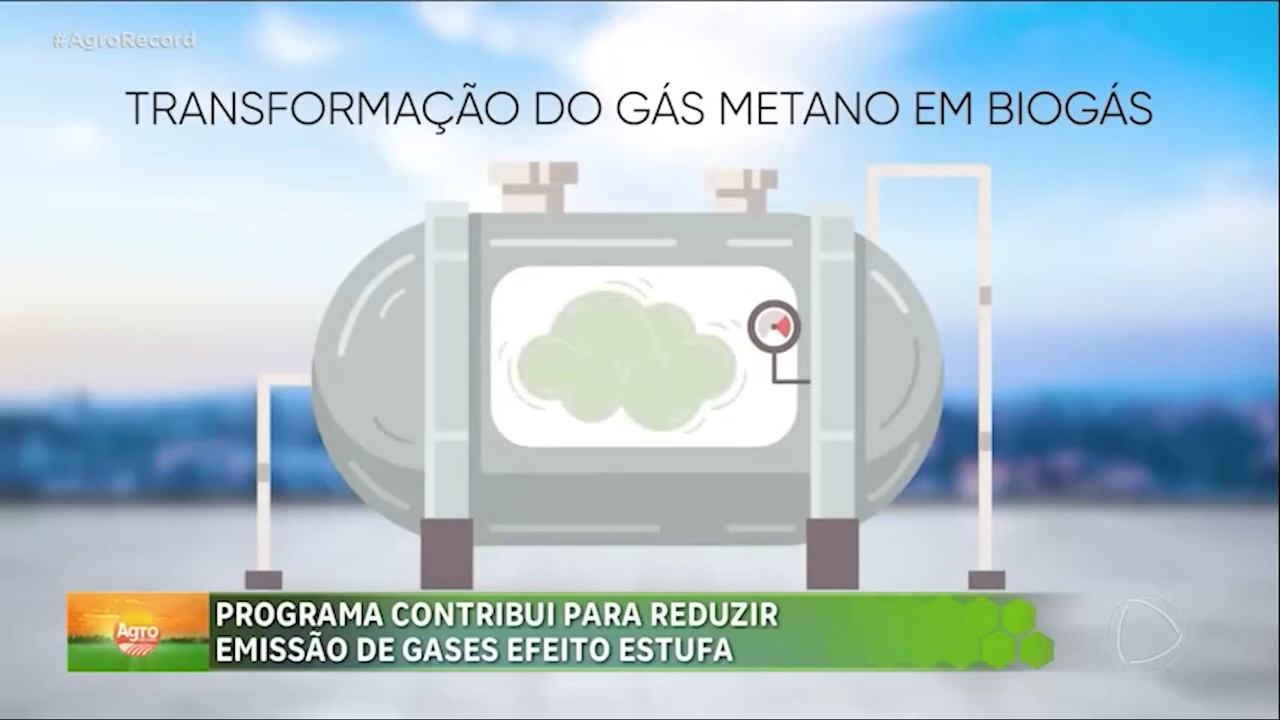 #AgroRecord
TRANSFORMAÇÃO DO GÁS METANO EM BIOGÁS
Agro
PROGRAMA CONTRIBUI PARA REDUZIR
EMISSÃO DE GASES EFEITO ESTUFA